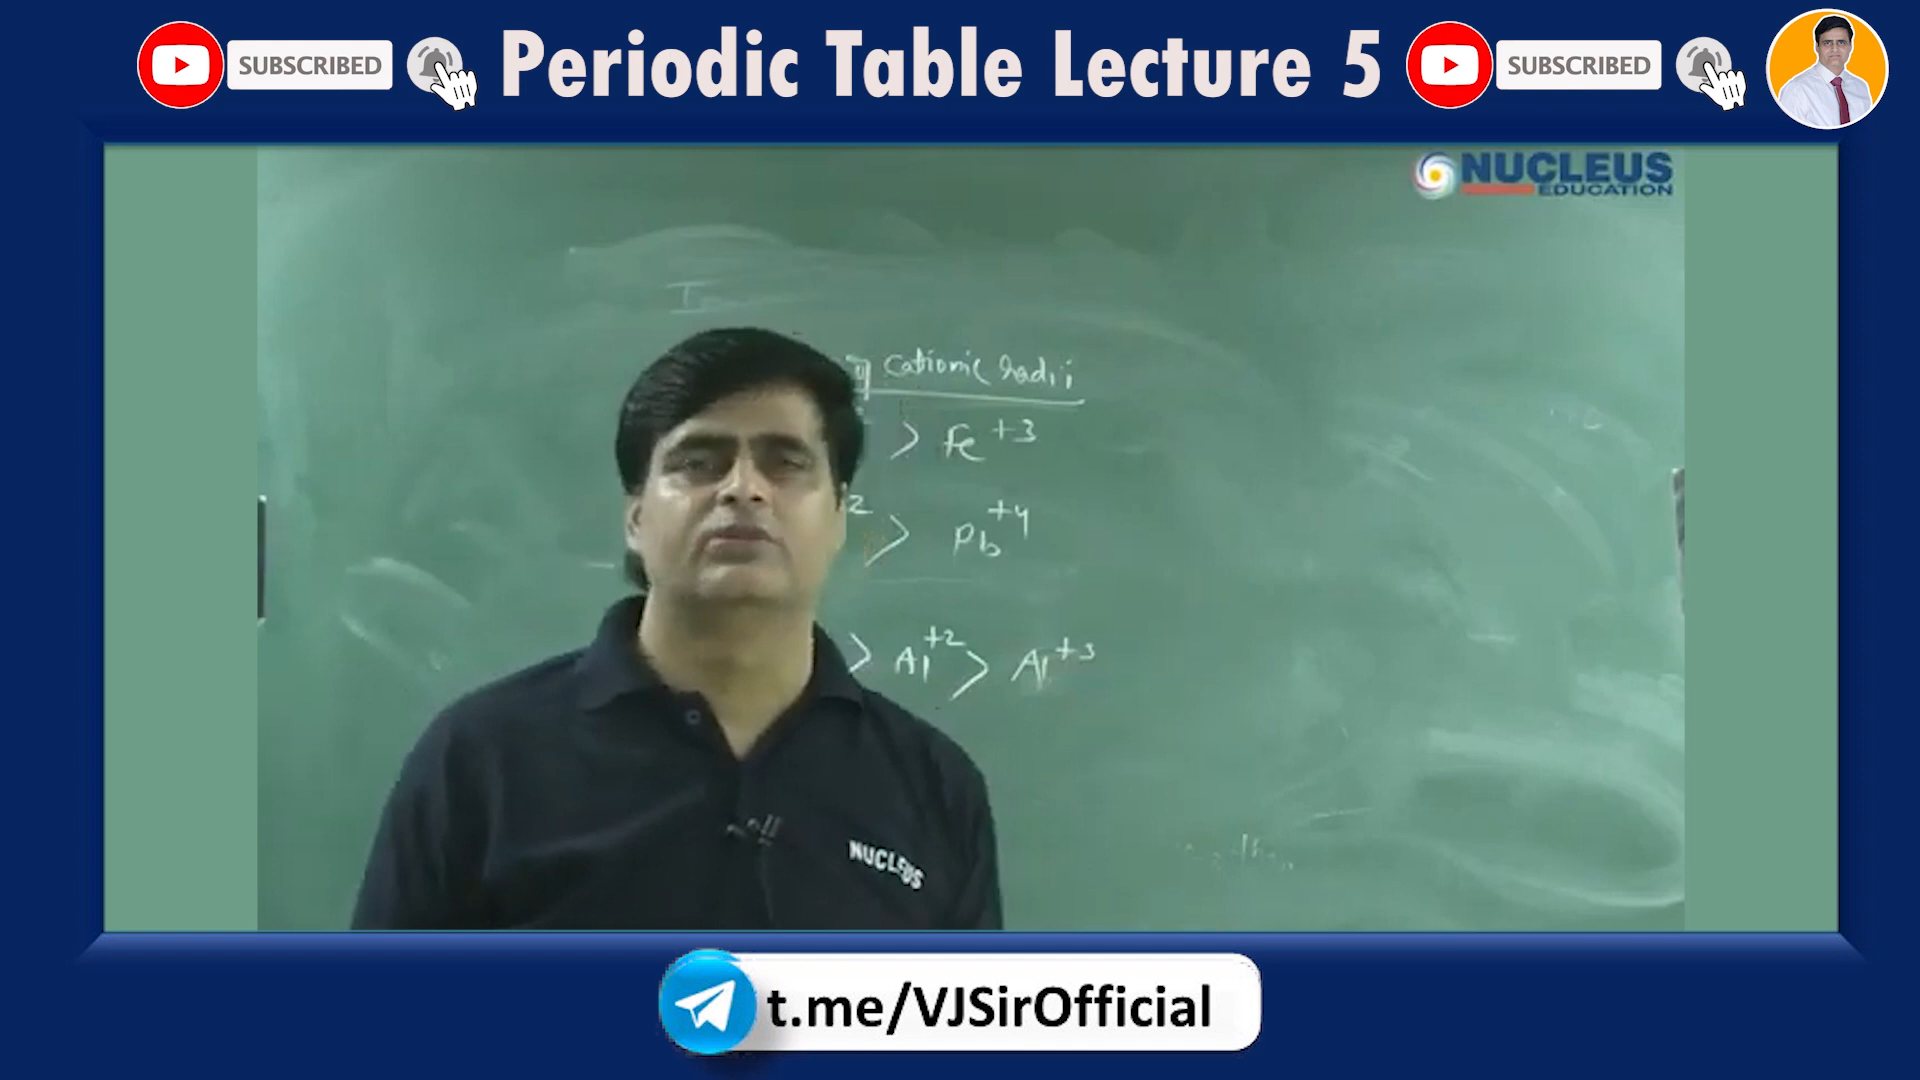 SUBSCRIBED
Periodic Table Lecture 5
SUBSCRIBED
NUCLEUS
EDUCATION
I
cationic radii
> Fe +3
2 > Pb +4
> Al +2 > Al +3
NUCLEUS
t.me/VJSirOfficial